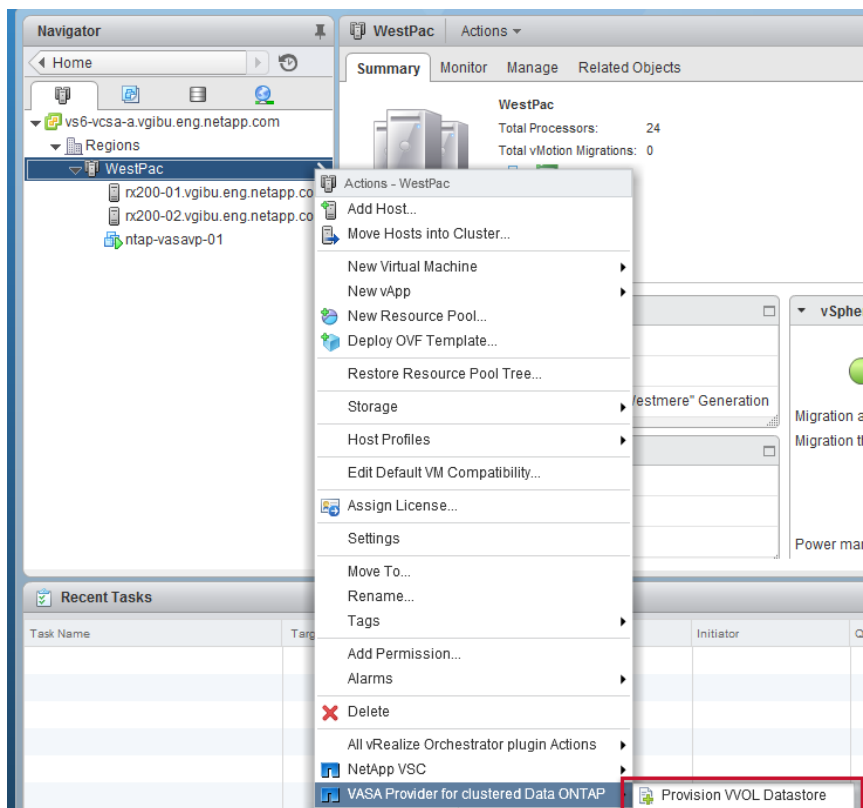 Navigator
Home
vs6-vcsa-a.vgibu.eng.netapp.com
Regions
WestPac
rx200-01.vgibu.eng.netapp.co
rx200-02.vgibu.eng.netapp.co
ntap-vasavp-01
WestPac Actions
Summary Monitor Manage Related Objects
WestPac
Total Processors: 24
Total vMotion Migrations: 0
Actions - WestPac
Add Host...
Move Hosts into Cluster...
New Virtual Machine
New vApp
New Resource Pool...
Deploy OVF Template...
Restore Resource Pool Tree...
Storage
Host Profiles
Edit Default VM Compatibility...
Assign License...
Settings
Move To...
Rename...
Tags
Add Permission...
Alarms
Delete
All vRealize Orchestrator plugin Actions
NetApp VSC
VASA Provider for clustered Data ONTAP
Provision VVOL Datastore
vSphe
/estmere" Generation
Migration a
Migration th
Power mar
Recent Tasks
Task Name Targ Initiator Q